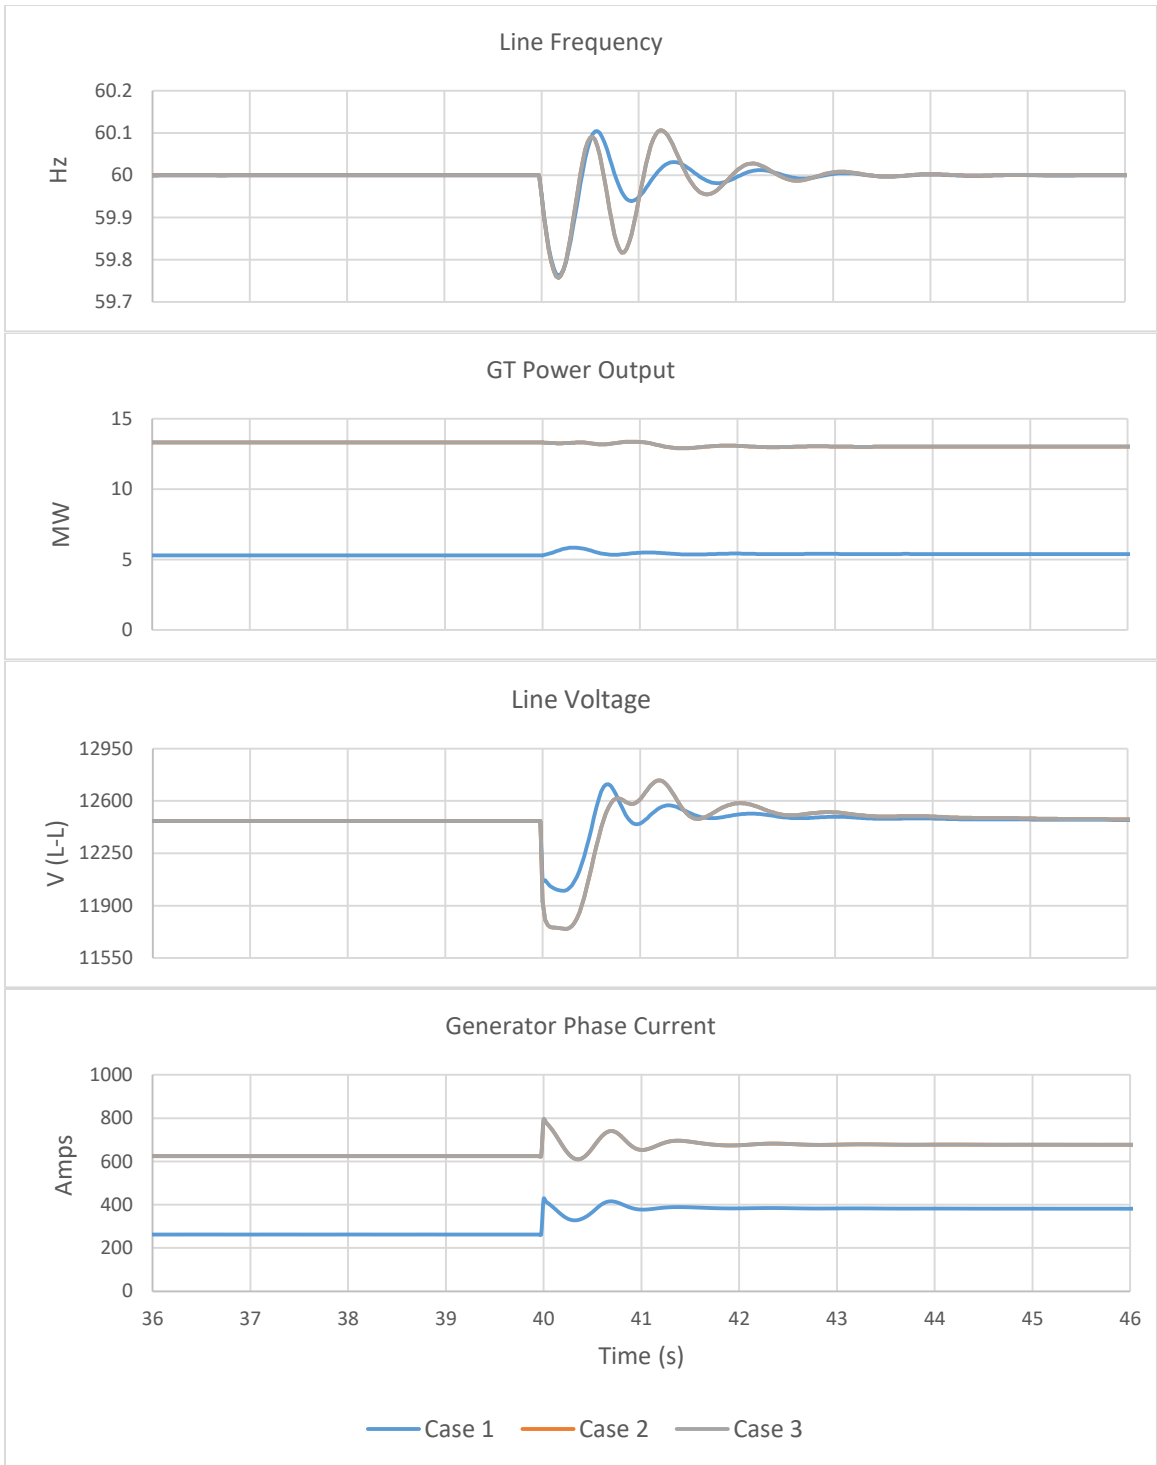 Line Frequency
60.2
60.1
60
59.9
59.8
59.7
Hz
GT Power Output
15
10
5
0
MW
Line Voltage
12950
12600
12250
11900
11550
V (L-L)
Generator Phase Current
1000
800
600
400
200
0
Amps
36 37 38 39 40 41 42 43 44 45 46
Time (s)
Case 1 Case 2 Case 3